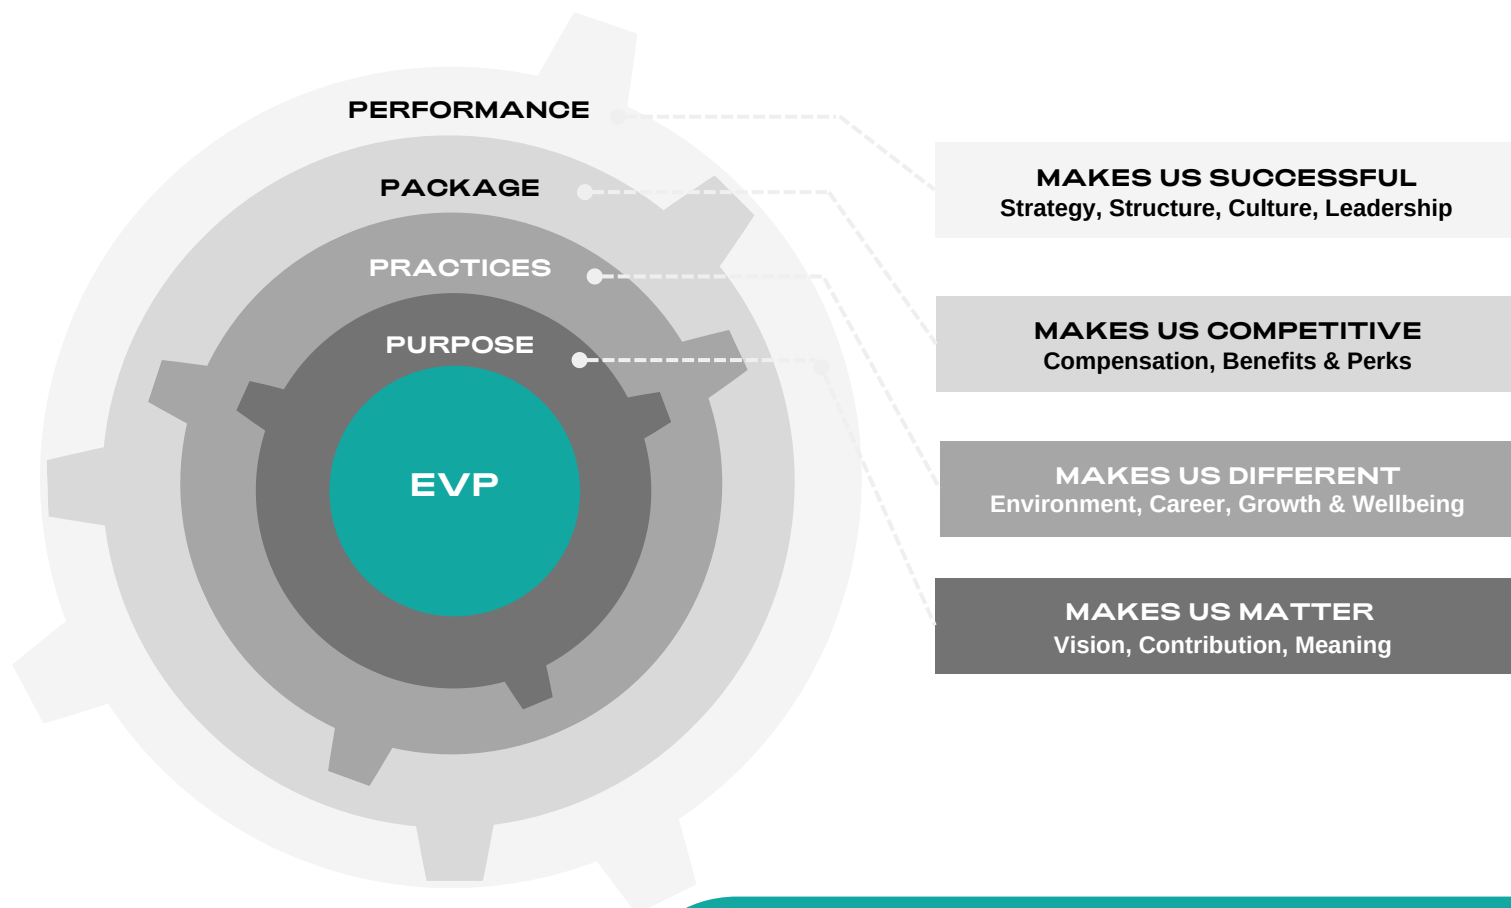 PERFORMANCE
PACKAGE
PRACTICES
PURPOSE
EVP
MAKES US SUCCESSFUL
Strategy, Structure, Culture, Leadership
MAKES US COMPETITIVE
Compensation, Benefits & Perks
MAKES US DIFFERENT
Environment, Career, Growth & Wellbeing
MAKES US MATTER
Vision, Contribution, Meaning